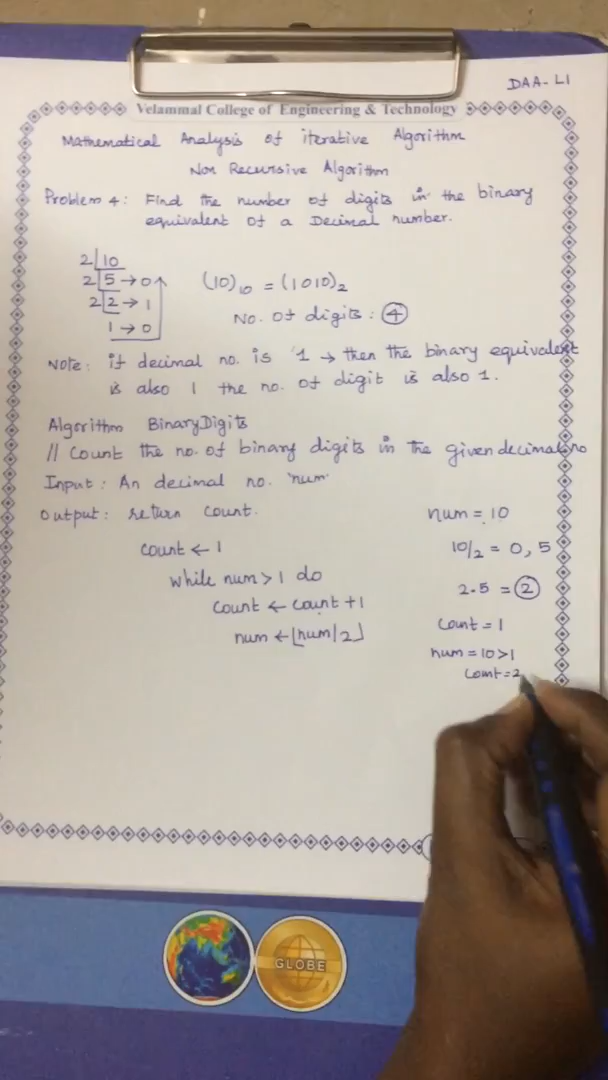 DAA-L1
Velammal College of Engineering & Technology
Mathematical Analysis of iterative Algorithm
Non Recursive Algorithm
Problem 4: Find the number of digits in the binary
equivalent of a Decimal number.
2 10
2 5 → 0
2 2 → 1
1 → 0
(10)₁₀ = (1010)₂
No. of digits: 4
Note: if decimal no. is 1 → then the binary equivalent
is also 1 the no. of digit is also 1.
Algorithm BinaryDigits
// Count the no. of binary digits in the given decimal no
Input: An decimal no. 'num'
Output: return count.
count ← 1
while num > 1 do
count ← count + 1
num ← ⌊num/2⌋
num = 10
10/2 = 0, 5
2.5 = 2
Count = 1
num = 10 > 1
Count = 2
GLOBE